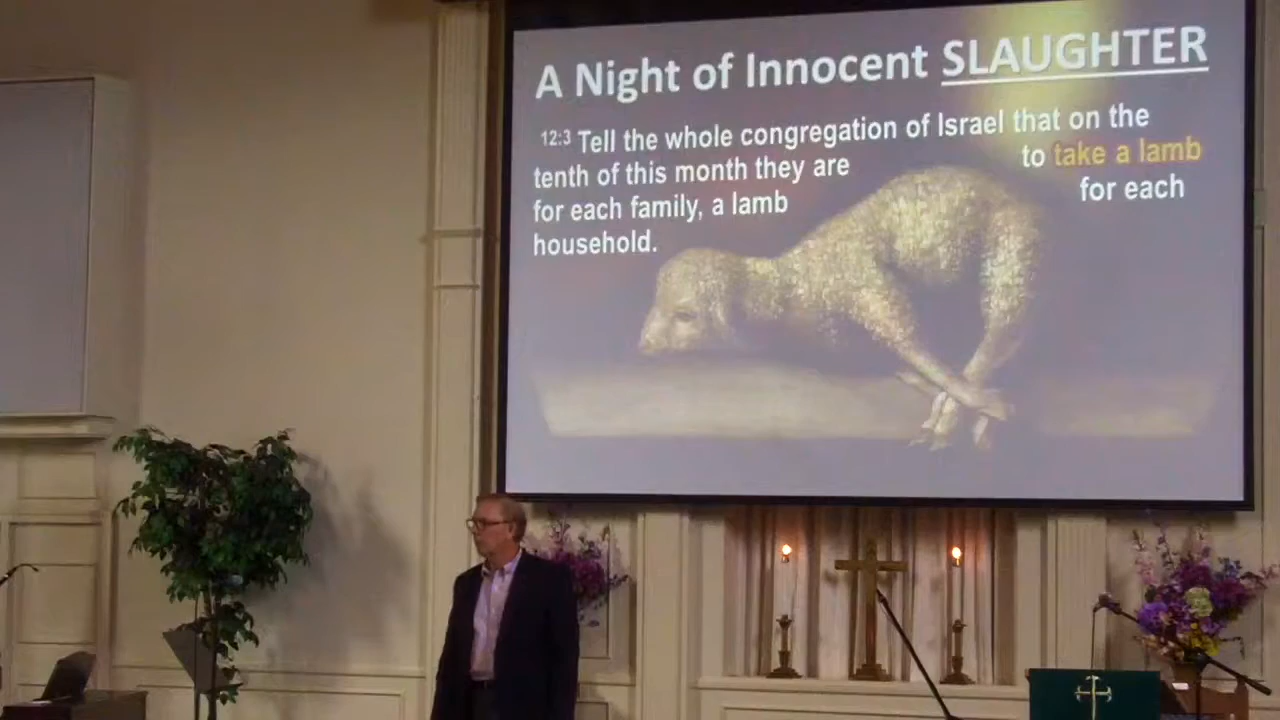 A Night of Innocent SLAUGHTER
12:3 Tell the whole congregation of Israel that on the
tenth of this month they are to take a lamb
for each family, a lamb for each
household.